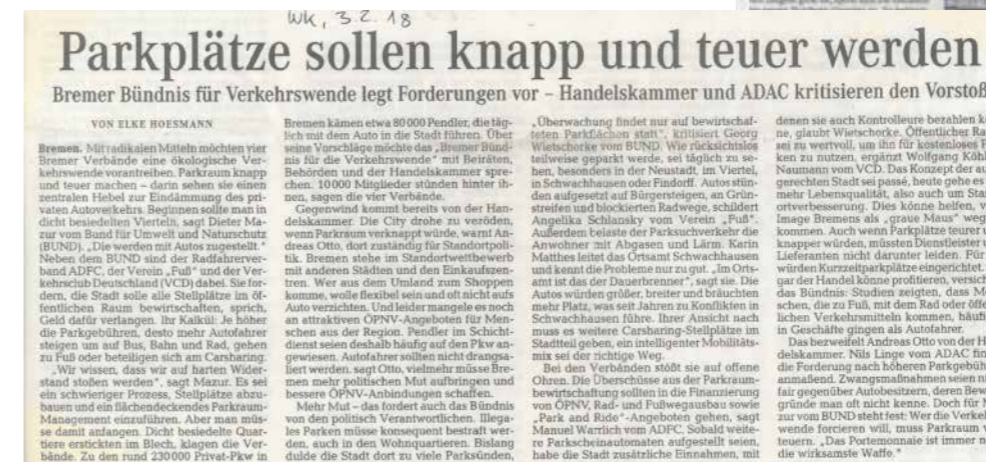 WK, 3.2.18
Parkplätze sollen knapp und teuer werden
Bremer Bündnis für Verkehrswende legt Forderungen vor – Handelskammer und ADAC kritisieren den Vorstoß
VON ELKE HOESMANN
Bremen. Mit radikalen Mitteln möchten vier
Bremer Verbände eine ökologische Ver-
kehrswende vorantreiben. Parkraum knapp
und teuer machen – darin sehen sie einen
zentralen Hebel zur Eindämmung des pri-
vaten Autoverkehrs. Beginnen sollte man in
dicht besiedelten Vierteln, sagt Dieter Ma-
zur vom Bund für Umwelt und Naturschutz
(BUND). „Die werden mit Autos zugestellt.“
Neben dem BUND sind der Radfahrerver-
band ADFC, der Verein „Fuß“ und der Ver-
kehrsclub Deutschland (VCD) dabei. Sie for-
dern, die Stadt solle alle Stellplätze im öf-
fentlichen Raum bewirtschaften, sprich,
Geld dafür verlangen. Ihr Kalkül: Je höher
die Parkgebühren, desto mehr Autofahrer
steigen um auf Bus, Bahn und Rad, gehen
zu Fuß oder beteiligen sich am Carsharing.
„Wir wissen, dass wir auf harten Wider-
stand stoßen werden“, sagt Mazur. Es sei
ein schwieriger Prozess, Stellplätze abzu-
bauen und ein flächendeckendes Parkraum-
Management einzuführen. Aber man müs-
se damit anfangen. Dicht besiedelte Quar-
tiere erstickten im Blech, klagen die Ver-
bände. Zu den rund 230000 Privat-Pkw in
Bremen kämen etwa 80000 Pendler, die täg-
lich mit dem Auto in die Stadt führen. Über
seine Vorschläge möchte das „Bremer Bünd-
nis für die Verkehrswende“ mit Beiräten,
Behörden und der Handelskammer spre-
chen. 10000 Mitglieder stünden hinter ih-
nen, sagen die vier Verbände.
Gegenwind kommt bereits von der Han-
delskammer. Die City drohe zu veröden,
wenn Parkraum verknappt würde, warnt An-
dreas Otto, dort zuständig für Standortpoli-
tik. Bremen stehe im Standortwettbewerb
mit anderen Städten und den Einkaufszen-
tren. Wer aus dem Umland zum Shoppen
komme, wolle flexibel sein und oft nicht aufs
Auto verzichten. Und leider mangele es noch
an attraktiven ÖPNV-Angeboten für Men-
schen aus der Region. Pendler im Schicht-
dienst seien deshalb häufig auf den Pkw an-
gewiesen. Autofahrer sollten nicht drangsa-
liert werden, sagt Otto, vielmehr müsse Bre-
men mehr politischen Mut aufbringen und
bessere ÖPNV-Anbindungen schaffen.
Mehr Mut – das fordert auch das Bündnis
von den politisch Verantwortlichen. Illega-
les Parken müsse konsequent bestraft wer-
den, auch in den Wohnquartieren. Bislang
dulde die Stadt dort zu viele Parksünden,
„Überwachung findet nur auf bewirtschaf-
teten Parkflächen statt“, kritisiert Georg
Wietschorke vom BUND. Wie rücksichtslos
teilweise geparkt werde, sei täglich zu se-
hen, besonders in der Neustadt, im Viertel,
in Schwachhausen oder Findorff. Autos stün-
den aufgesetzt auf Bürgersteigen, an Grün-
streifen und blockierten Radwege, schildert
Angelika Schlansky vom Verein „Fuß“.
Außerdem belaste der Parksuchverkehr die
Anwohner mit Abgasen und Lärm. Karin
Matthes leitet das Ortsamt Schwachhausen
und kennt die Probleme nur zu gut. „Im Orts-
amt ist das der Dauerbrenner“, sagt sie. Die
Autos würden größer, breiter und bräuchten
mehr Platz, was seit Jahren zu Konflikten in
Schwachhausen führe. Ihrer Ansicht nach
muss es weitere Carsharing-Stellplätze im
Stadtteil geben, ein intelligenter Mobilitäts-
mix sei der richtige Weg.
Bei den Verbänden stößt sie auf offene
Ohren. Die Überschüsse aus der Parkraum-
bewirtschaftung sollten in die Finanzierung
von ÖPNV, Rad- und Fußwegausbau sowie
„Park and Ride“-Angeboten gehen, sagt
Manuel Warrlich vom ADFC. Sobald weite-
re Parkscheinautomaten aufgestellt seien,
habe die Stadt zusätzliche Einnahmen, mit
denen sie auch Kontrolleure bezahlen kö
ne, glaubt Wietschorke. Öffentlicher Ra
sei zu wertvoll, um ihn für kostenloses P
ken zu nutzen, ergänzt Wolfgang Köhl
Naumann vom VCD. Das Konzept der au
gerechten Stadt sei passé, heute gehe es
mehr Lebensqualität, also auch um Stan
ortverbesserung. Dies könne helfen, v
Image Bremens als „graue Maus“ weg
kommen. Auch wenn Parkplätze teurer u
knapper würden, müssten Dienstleister u
Lieferanten nicht darunter leiden. Für
würden Kurzzeitparkplätze eingerichtet.
gar der Handel könne profitieren, versich
das Bündnis: Studien zeigten, dass Me
schen, die zu Fuß, mit dem Rad oder öffe
lichen Verkehrsmitteln kommen, häufi
in Geschäfte gingen als Autofahrer.
Das bezweifelt Andreas Otto von der H
delskammer. Nils Linge vom ADAC fin
die Forderung nach höheren Parkgebüh
anmaßend. Zwangsmaßnahmen seien n
fair gegenüber Autobesitzern, deren Bew
gründe man oft nicht kenne. Doch für M
zur vom BUND steht fest: Wer die Verkel
wende forcieren will, muss Parkraum v
teuern. „Das Portemonnaie ist immer n
die wirksamste Waffe.“